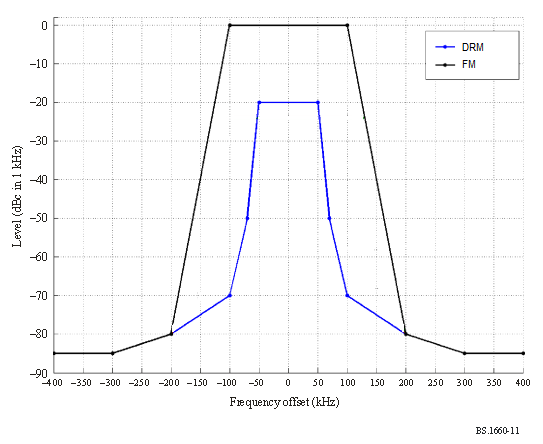 0
–10
–20
–30
–40
–50
–60
–70
–80
–90
Level (dBc in 1 kHz)
DRM
FM
–400 –350 –300 –250 –200 –150 –100 –50 0 50 100 150 200 250 300 350 400
Frequency offset (kHz)
BS.1660-11